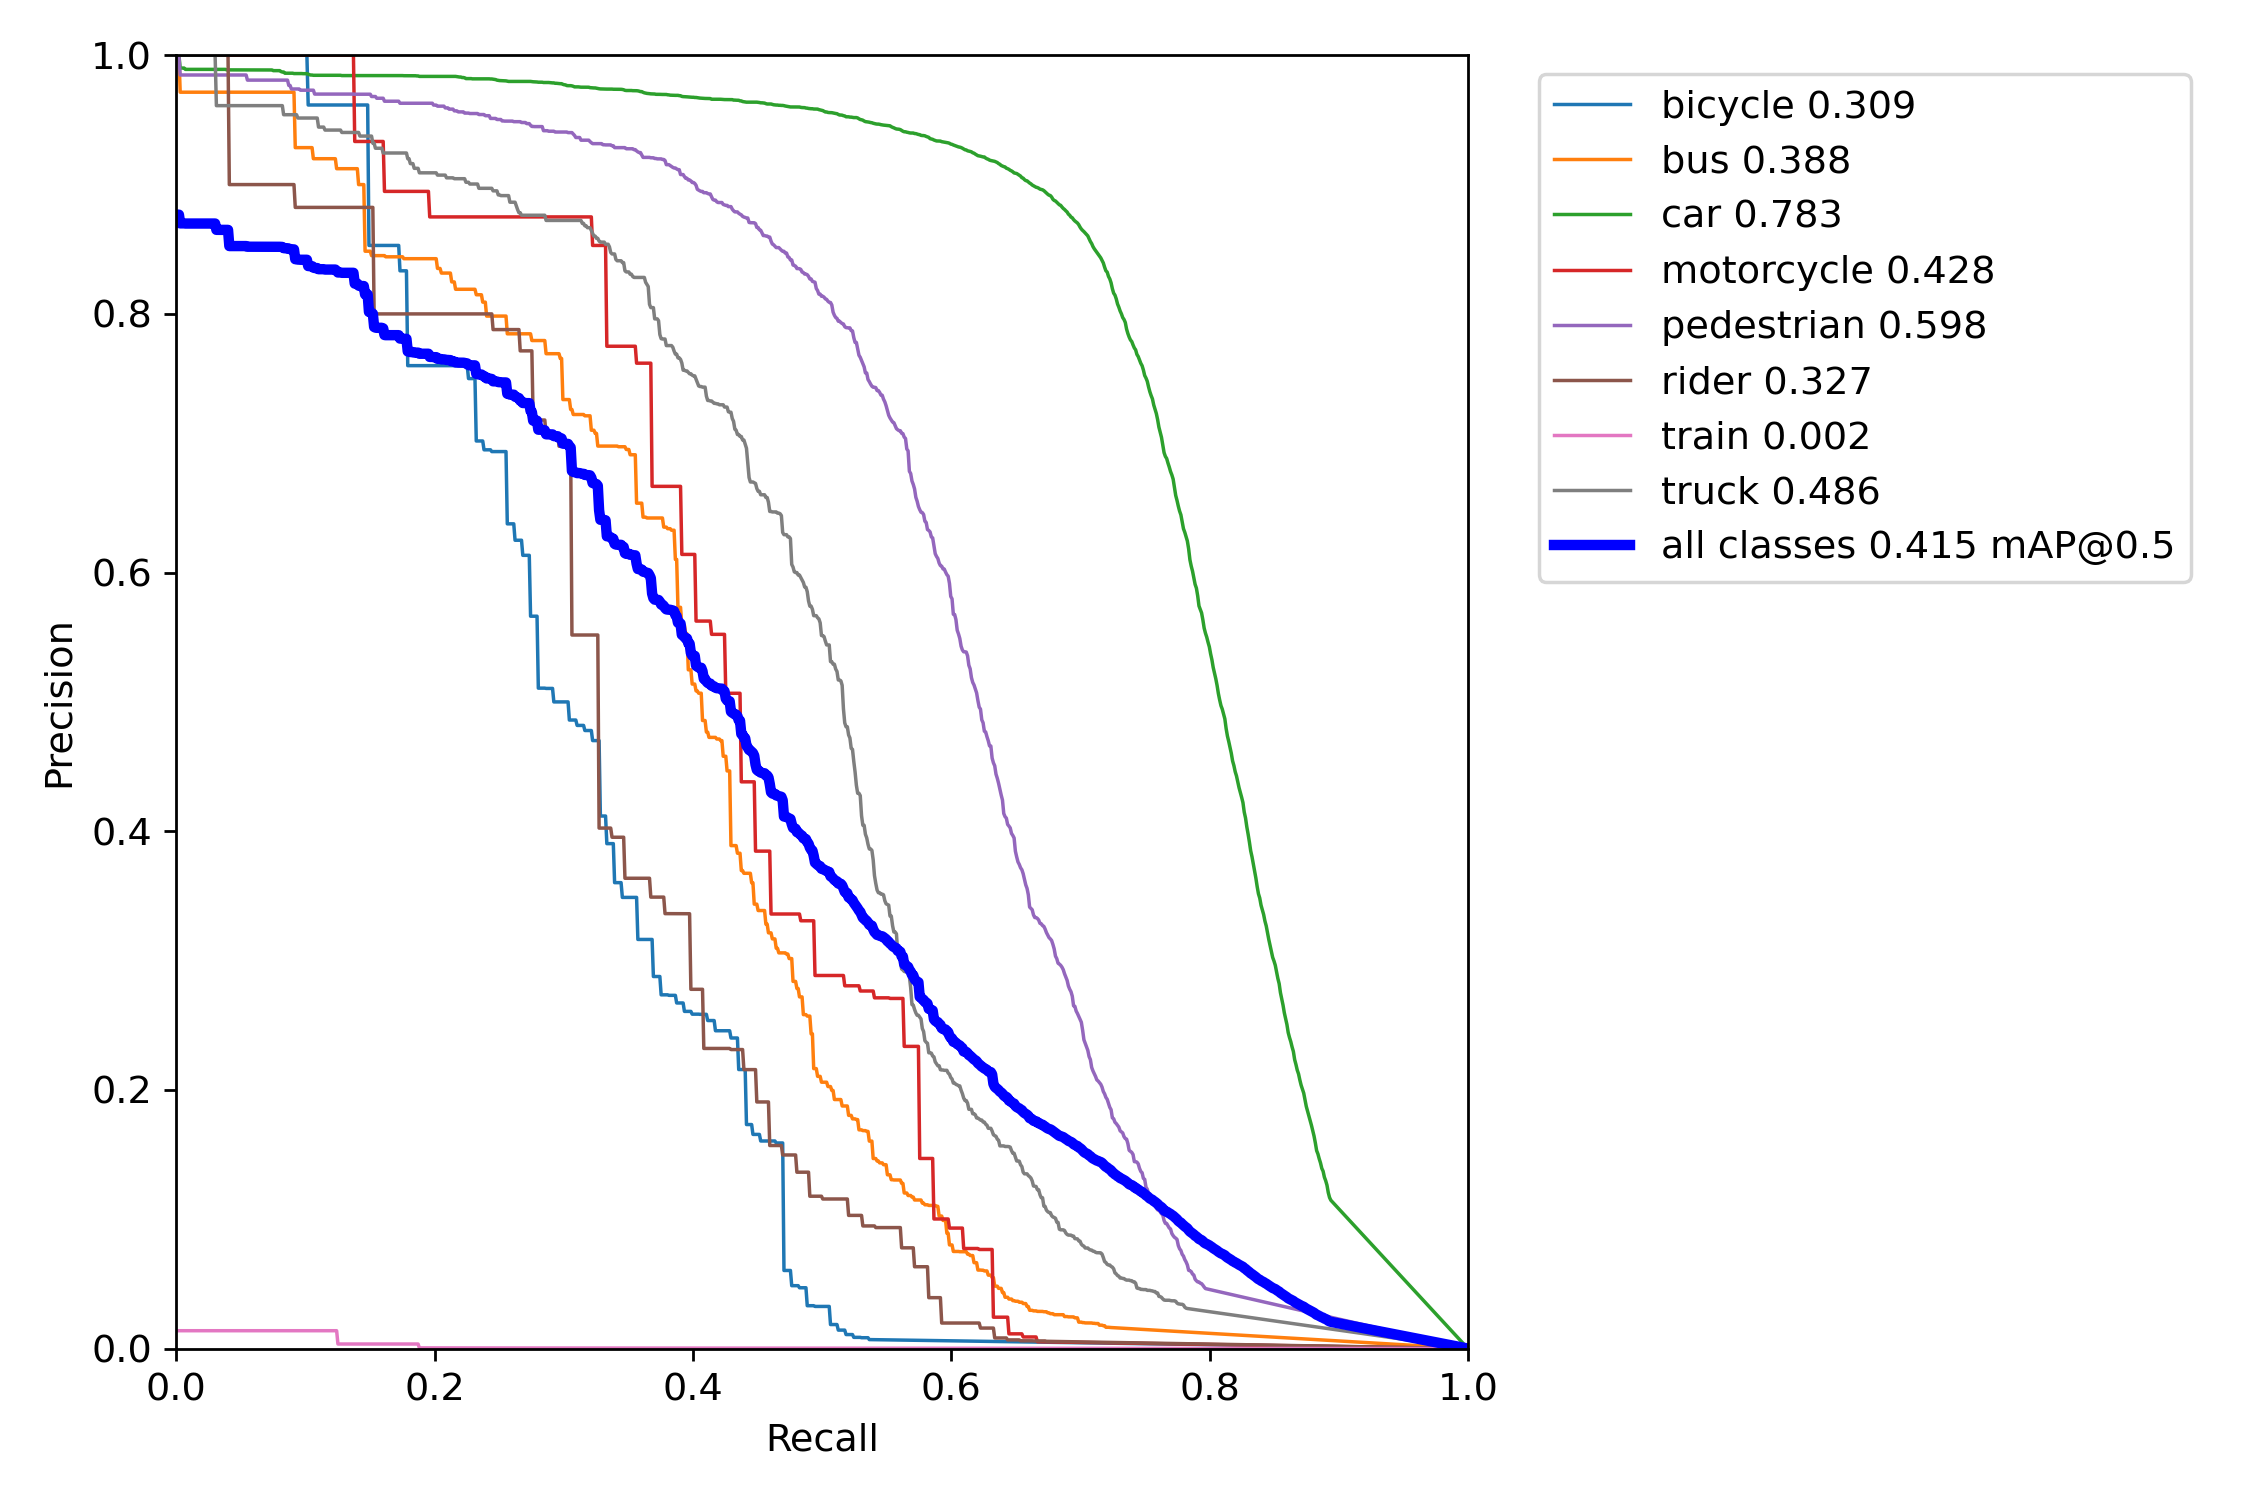 1.0
0.8
0.6
0.4
0.2
0.0
Precision
0.0 0.2 0.4 0.6 0.8 1.0
Recall
bicycle 0.309
bus 0.388
car 0.783
motorcycle 0.428
pedestrian 0.598
rider 0.327
train 0.002
truck 0.486
all classes 0.415 mAP@0.5